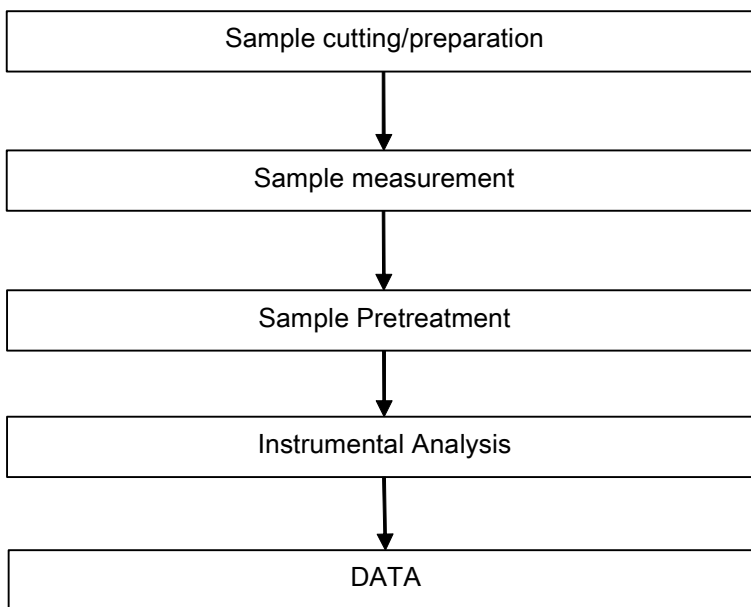 Sample cutting/preparation
Sample measurement
Sample Pretreatment
Instrumental Analysis
DATA